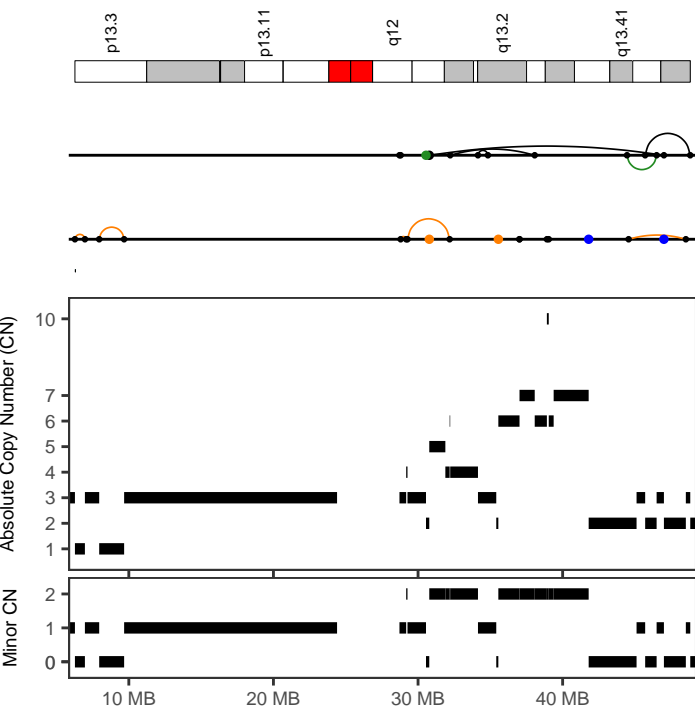 p13.3
p13.11
q12
q13.2
q13.41
Absolute Copy Number (CN)
10
7
6
5
4
3
2
1
Minor CN
2
1
0
10 MB
20 MB
30 MB
40 MB